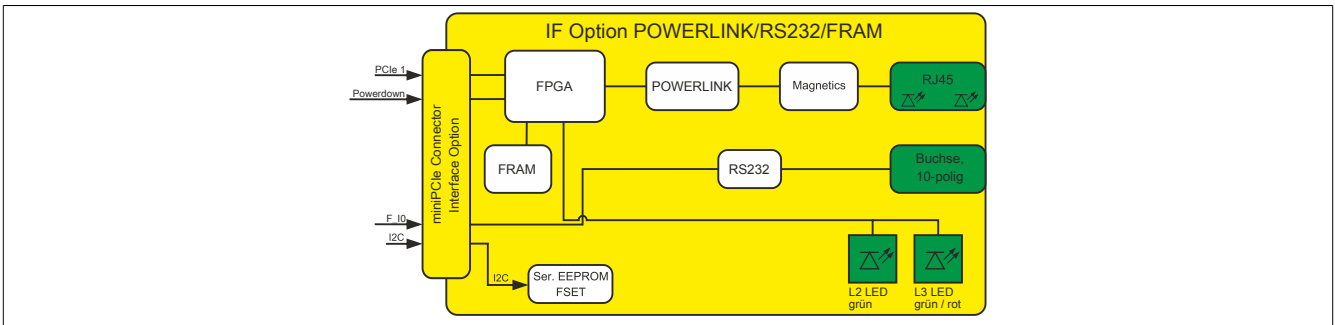 IF Option POWERLINK/RS232/FRAM
PCIe 1
Powerdown
miniPCIe Connector
Interface Option
FPGA
POWERLINK
Magnetics
RJ45
FRAM
RS232
Buchse,
10-polig
F_I0
I2C
I2C
Ser. EEPROM
FSET
L2 LED
grün
L3 LED
grün / rot